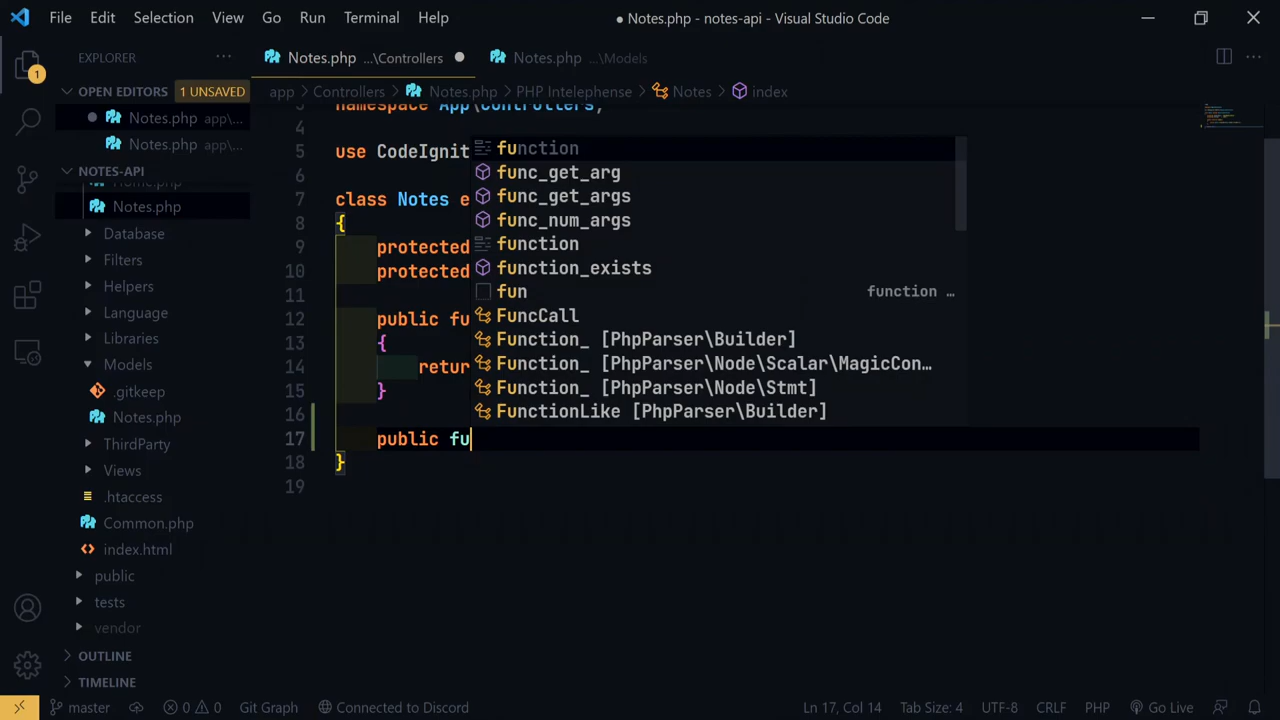 File Edit Selection View Go Run Terminal Help
● Notes.php - notes-api - Visual Studio Code
EXPLORER ...
1
OPEN EDITORS 1 UNSAVED
Notes.php app\...
Notes.php app\...
NOTES-API
Home.php
Notes.php
Database
Filters
Helpers
Language
Libraries
Models
.gitkeep
Notes.php
ThirdParty
Views
.htaccess
Common.php
index.html
public
tests
vendor
OUTLINE
TIMELINE
Notes.php ...\Controllers
Notes.php ...\Models
app > Controllers > Notes.php > PHP Intelephense > Notes > index
3 namespace App\Controllers;
4
5 use CodeIgnit
6
7 class Notes e
8 {
9 protected
10 protected
11
12 public fu
13 {
14 retur
15 }
16
17 public fu
18 }
19
function
func_get_arg
func_get_args
func_num_args
function
function_exists
fun function …
FuncCall
Function_ [PhpParser\Builder]
Function_ [PhpParser\Node\Scalar\MagicCon…
Function_ [PhpParser\Node\Stmt]
FunctionLike [PhpParser\Builder]
master 0 0 Git Graph Connected to Discord Ln 17, Col 14 Tab Size: 4 UTF-8 CRLF PHP Go Live